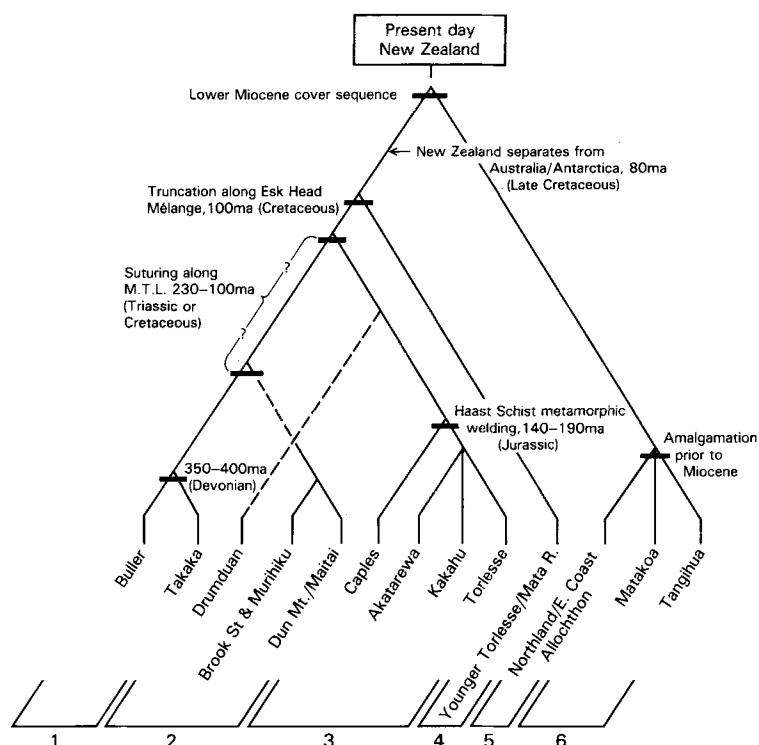 Present day
New Zealand
Lower Miocene cover sequence
New Zealand separates from
Australia/Antarctica, 80ma
(Late Cretaceous)
Truncation along Esk Head
Mélange, 100ma (Cretaceous)
?
Suturing along
M.T.L. 230–100ma
(Triassic or
Cretaceous)
?
Haast Schist metamorphic
welding, 140–190ma
(Jurassic)
Amalgamation
prior to
Miocene
350–400ma
(Devonian)
Buller
Takaka
Drumduan
Brook St & Murihiku
Dun Mt./Maitai
Caples
Akatarewa
Kakahu
Torlesse
Younger Torlesse/Mata R.
Northland/E. Coast
Allochthon
Matakoa
Tangihua
1 2 3 4 5 6